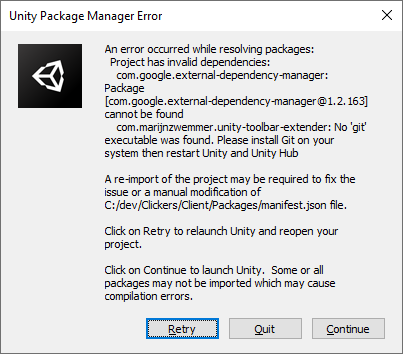 Unity Package Manager Error
An error occurred while resolving packages:
Project has invalid dependencies:
com.google.external-dependency-manager:
Package
[com.google.external-dependency-manager@1.2.163]
cannot be found
com.marijnzwemmer.unity-toolbar-extender: No 'git'
executable was found. Please install Git on your
system then restart Unity and Unity Hub
A re-import of the project may be required to fix the
issue or a manual modification of
C:/dev/Clickers/Client/Packages/manifest.json file.
Click on Retry to relaunch Unity and reopen your
project.
Click on Continue to launch Unity.  Some or all
packages may not be imported which may cause
compilation errors.
Retry
Quit
Continue